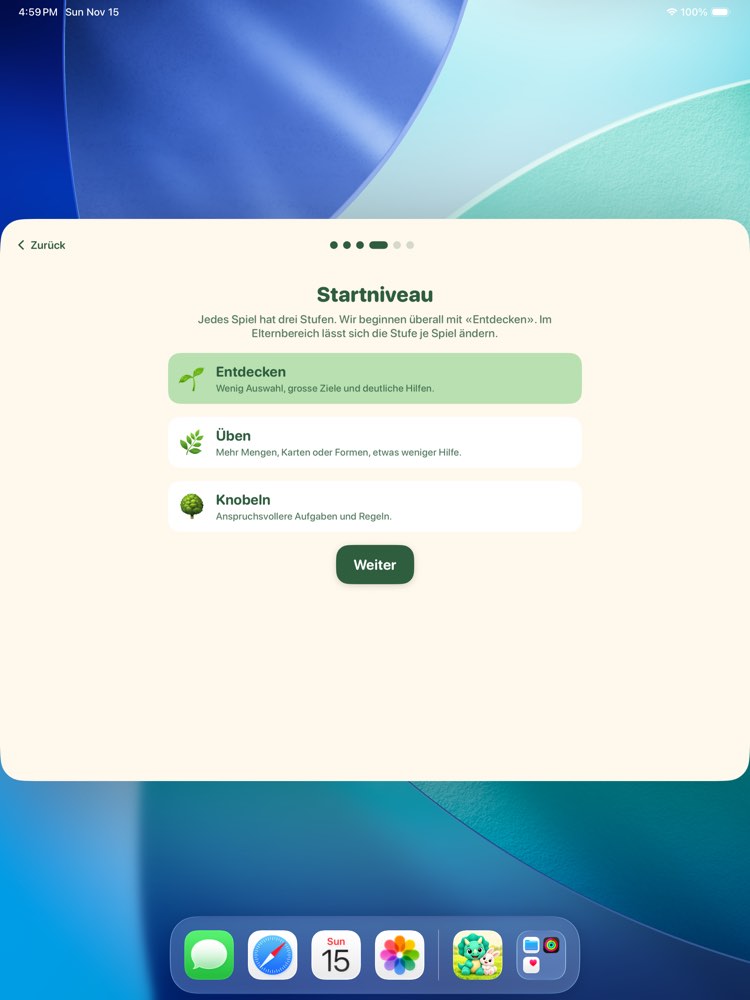 4:59 PM Sun Nov 15
100%
Zurück
Startniveau
Jedes Spiel hat drei Stufen. Wir beginnen überall mit «Entdecken». Im
Elternbereich lässt sich die Stufe je Spiel ändern.
Entdecken
Wenig Auswahl, grosse Ziele und deutliche Hilfen.
Üben
Mehr Mengen, Karten oder Formen, etwas weniger Hilfe.
Knobeln
Anspruchsvollere Aufgaben und Regeln.
Weiter
Sun
15